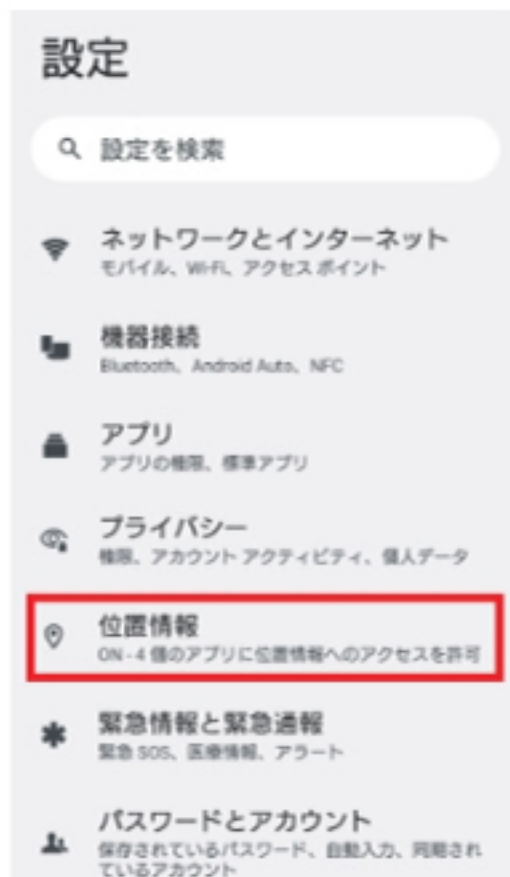 設定
設定を検索
ネットワークとインターネット
モバイル、Wi-Fi、アクセス ポイント
機器接続
Bluetooth、Android Auto、NFC
アプリ
アプリの権限、標準アプリ
プライバシー
権限、アカウント アクティビティ、個人データ
位置情報
ON - 4 個のアプリに位置情報へのアクセスを許可
緊急情報と緊急通報
緊急 SOS、医療情報、アラート
パスワードとアカウント
保存されているパスワード、自動入力、同期され
ているアカウント